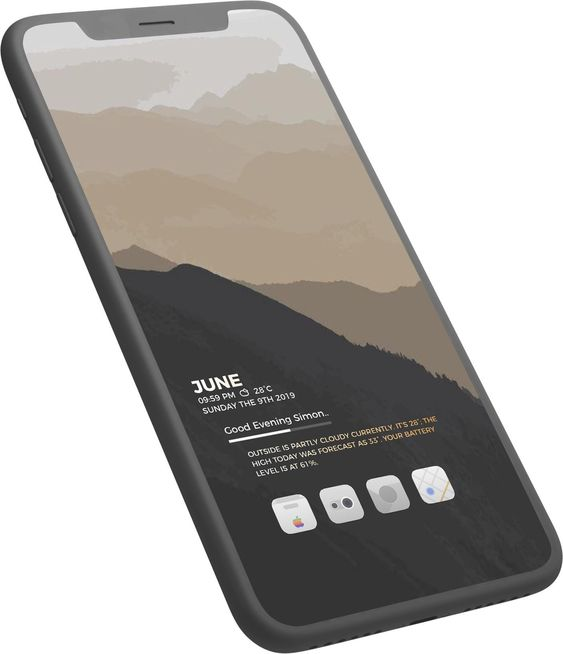 JUNE
09:59 PM 28°C
SUNDAY THE 9TH 2019
Good Evening Simon..
OUTSIDE IS PARTLY CLOUDY CURRENTLY. IT'S 28°; THE
HIGH TODAY WAS FORECAST AS 33°. YOUR BATTERY
LEVEL IS AT 61%.